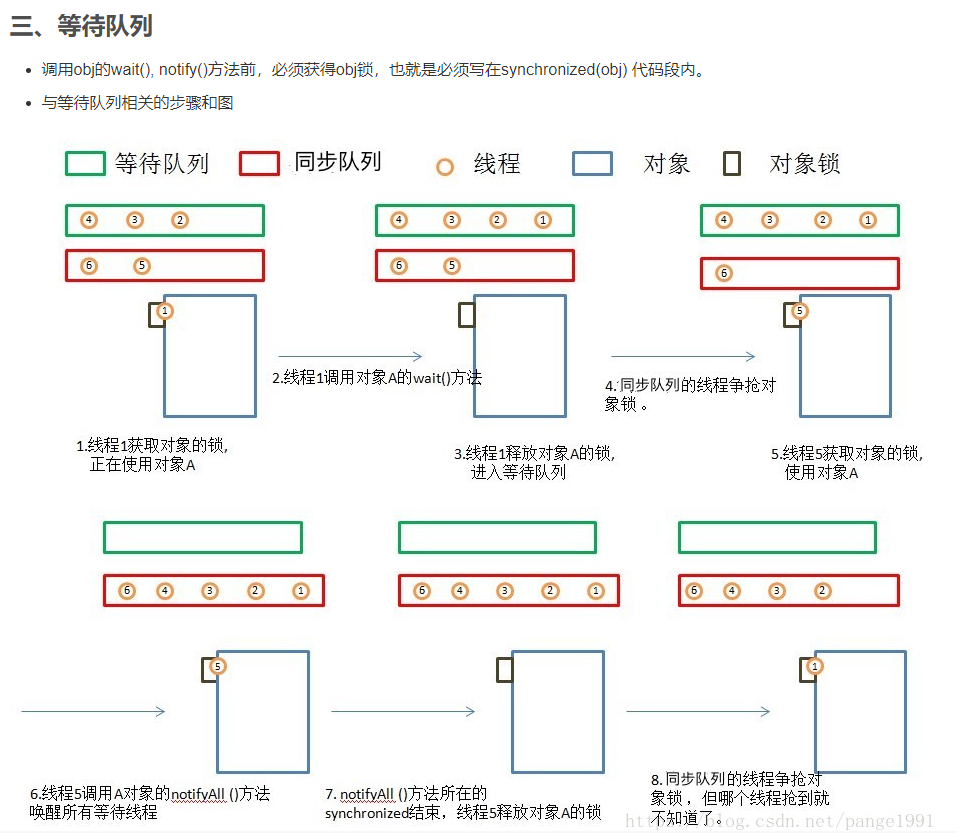 三、等待队列
调用obj的wait(), notify()方法前，必须获得obj锁，也就是必须写在synchronized(obj) 代码段内。
与等待队列相关的步骤和图
等待队列 同步队列 线程 对象 对象锁
4 3 2
4 3 2 1
4 3 2 1
6 5
6 5
6
1
5
2.线程1调用对象A的wait()方法
4.同步队列的线程争抢对
象锁 。
1.线程1获取对象的锁,
正在使用对象A
3.线程1释放对象A的锁,
进入等待队列
5.线程5获取对象的锁,
使用对象A
6 4 3 2 1
6 4 3 2 1
6 4 3 2
5
1
6.线程5调用A对象的notifyAll ()方法
唤醒所有等待线程
7. notifyAll ()方法所在的
synchronized结束，线程5释放对象A的锁
8.同步队列的线程争抢对
象锁 ，但哪个线程抢到就
不知道了。
https://blog.csdn.net/pange1991